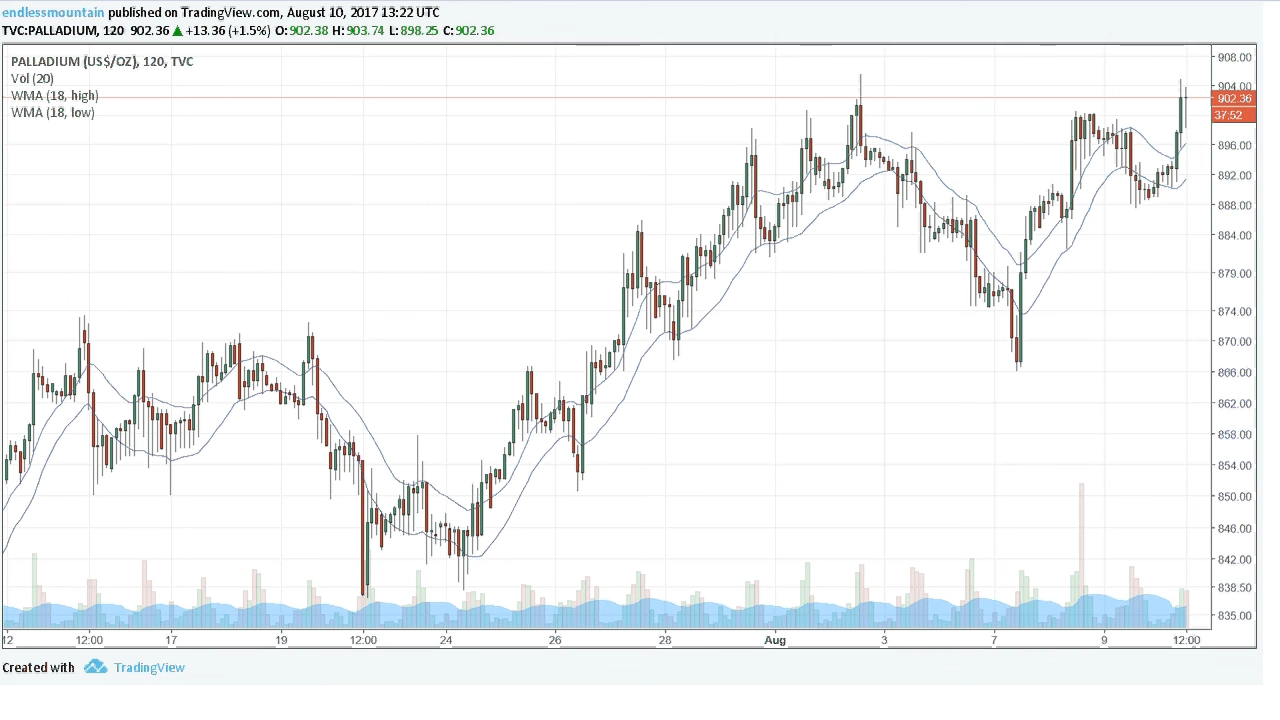 endlessmountain published on TradingView.com, August 10, 2017 13:22 UTC
TVC:PALLADIUM, 120 902.36 ▲ +13.36 (+1.5%) O:902.38 H:903.74 L:898.25 C:902.36
PALLADIUM (US$/OZ), 120, TVC
Vol (20)
WMA (18, high)
WMA (18, low)
908.00
904.00
902.36
37:52
896.00
892.00
888.00
884.00
879.00
874.00
870.00
866.00
862.00
858.00
854.00
850.00
846.00
842.00
838.50
835.00
12 12:00 17 19 12:00 24 26 28 Aug 3 7 9 12:00
Created with TradingView